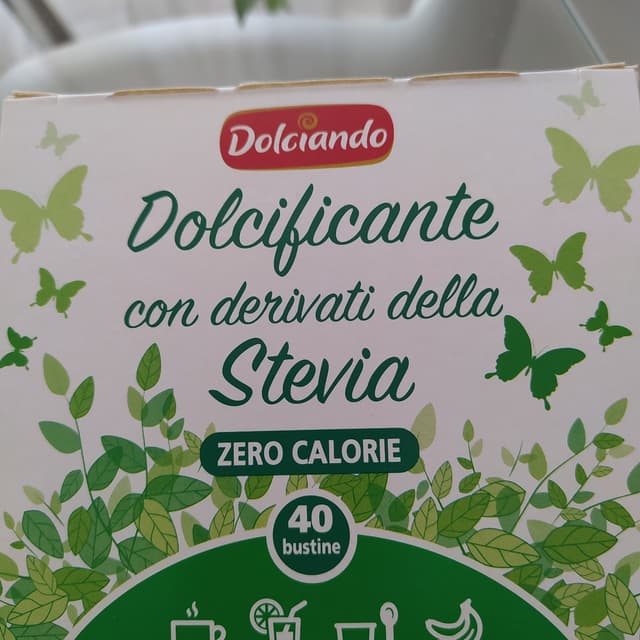 Dolciando
Dolcificante
con derivati della
Stevia
ZERO CALORIE
40
bustine